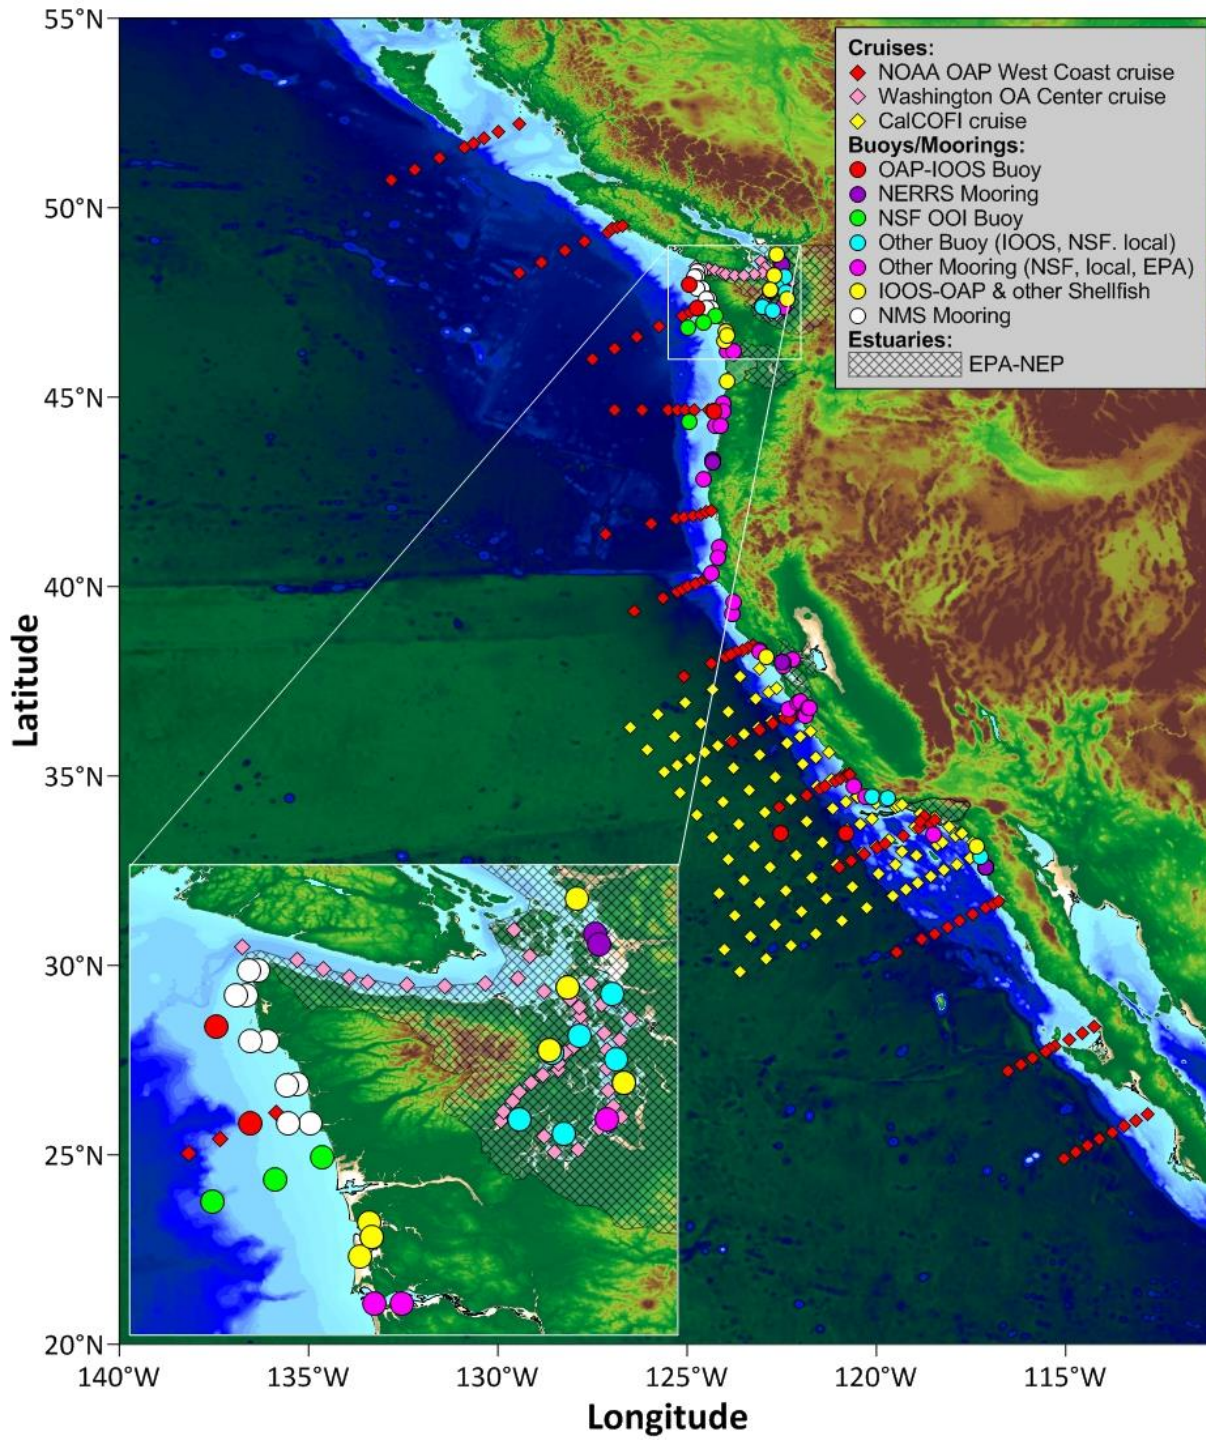 55°N
50°N
45°N
40°N
35°N
30°N
25°N
20°N
Latitude
Cruises:
NOAA OAP West Coast cruise
Washington OA Center cruise
CalCOFI cruise
Buoys/Moorings:
OAP-IOOS Buoy
NERRS Mooring
NSF OOI Buoy
Other Buoy (IOOS, NSF. local)
Other Mooring (NSF, local, EPA)
IOOS-OAP & other Shellfish
NMS Mooring
Estuaries:
EPA-NEP
140°W 135°W 130°W 125°W 120°W 115°W
Longitude